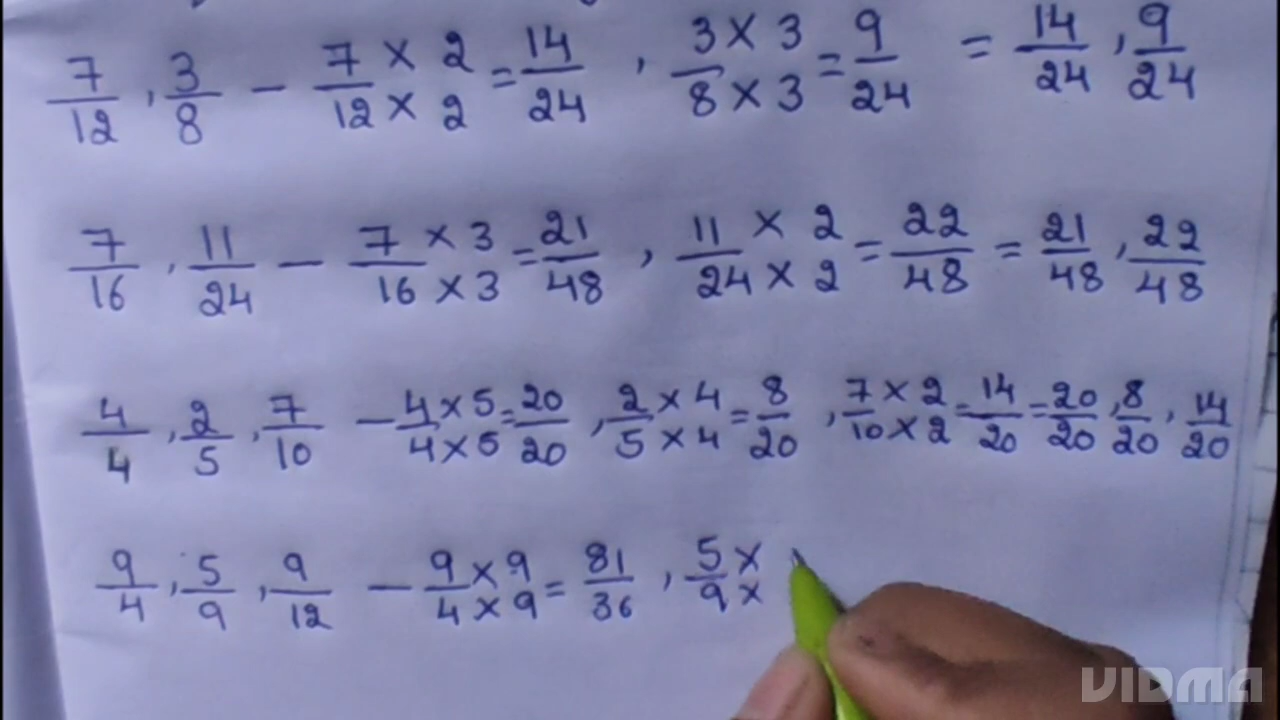 7/12, 3/8 − 7×2/12×2 = 14/24, 3×3/8×3 = 9/24 = 14/24, 9/24
7/16, 11/24 − 7×3/16×3 = 21/48, 11×2/24×2 = 22/48 = 21/48, 22/48
4/4, 2/5, 7/10 − 4×5/4×5 = 20/20, 2×4/5×4 = 8/20, 7×2/10×2 = 14/20 = 20/20, 8/20, 14/20
9/4, 5/9, 9/12 − 9×9/4×9 = 81/36, 5×/9×
VIDMA